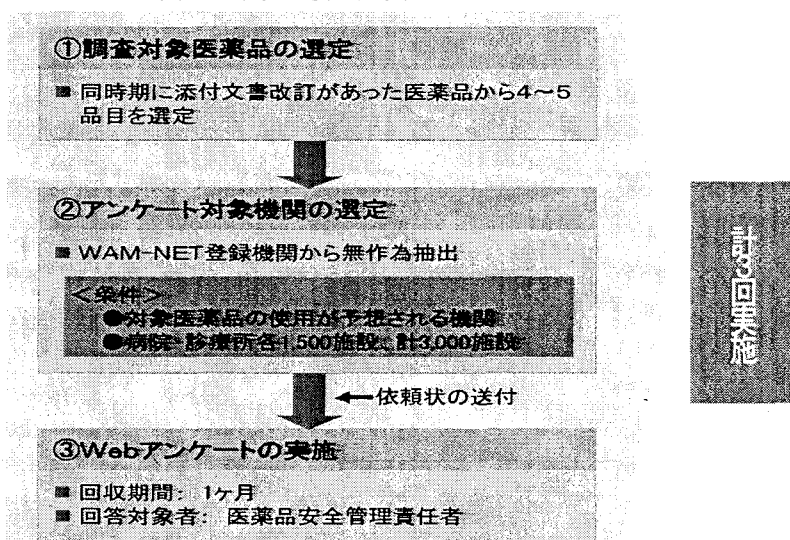 ①調査対象医薬品の選定
■ 同時期に添付文書改訂があった医薬品から4～5
品目を選定
②アンケート対象機関の選定
■ WAM-NET登録機関から無作為抽出
＜条件＞
●対象医薬品の使用が予想される機関
●病院・診療所各1,500施設、計3,000施設
←依頼状の送付
③Webアンケートの実施
■ 回収期間： 1ヶ月
■ 回答対象者： 医薬品安全管理責任者
計3回実施